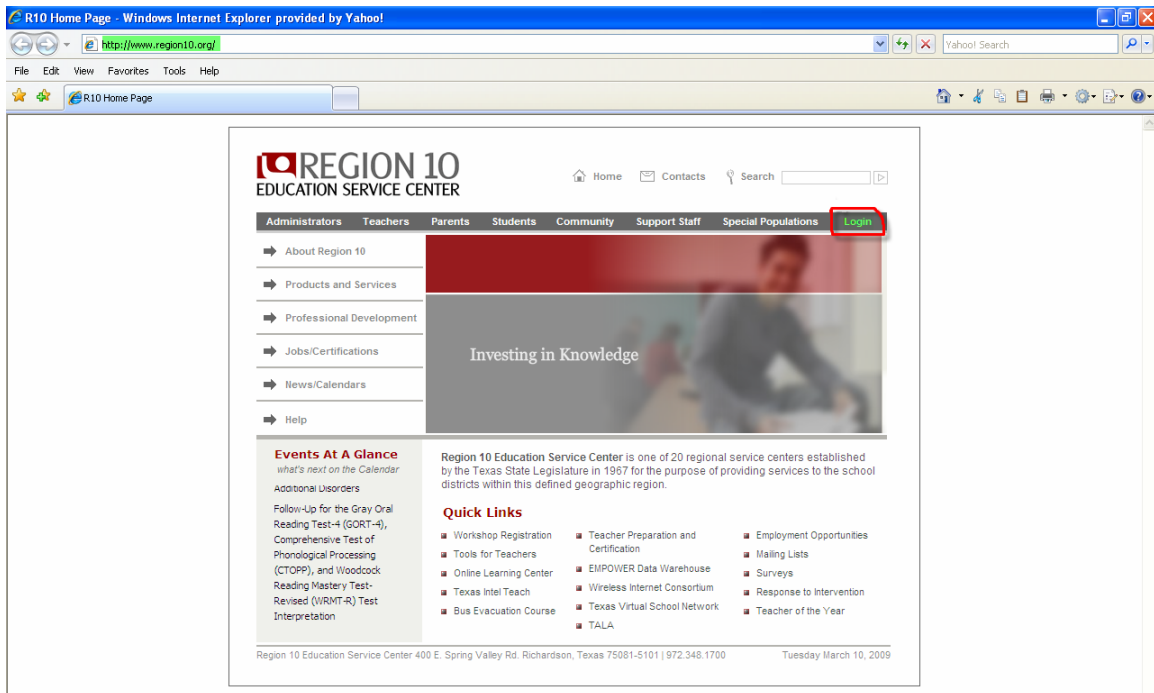 R10 Home Page - Windows Internet Explorer provided by Yahoo!
http://www.region10.org/
Yahoo! Search
File Edit View Favorites Tools Help
R10 Home Page
REGION 10
EDUCATION SERVICE CENTER
Home Contacts Search
Administrators Teachers Parents Students Community Support Staff Special Populations Login
About Region 10
Products and Services
Professional Development
Jobs/Certifications
News/Calendars
Help
Investing in Knowledge
Events At A Glance
what's next on the Calendar
Additional Disorders
Follow-Up for the Gray Oral
Reading Test-4 (GORT-4),
Comprehensive Test of
Phonological Processing
(CTOPP), and Woodcock
Reading Mastery Test-
Revised (WRMT-R) Test
Interpretation
Region 10 Education Service Center is one of 20 regional service centers established
by the Texas State Legislature in 1967 for the purpose of providing services to the school
districts within this defined geographic region.
Quick Links
Workshop Registration
Tools for Teachers
Online Learning Center
Texas Intel Teach
Bus Evacuation Course
Teacher Preparation and
Certification
EMPOWER Data Warehouse
Wireless Internet Consortium
Texas Virtual School Network
TALA
Employment Opportunities
Mailing Lists
Surveys
Response to Intervention
Teacher of the Year
Region 10 Education Service Center 400 E. Spring Valley Rd. Richardson, Texas 75081-5101 | 972.348.1700 Tuesday March 10, 2009